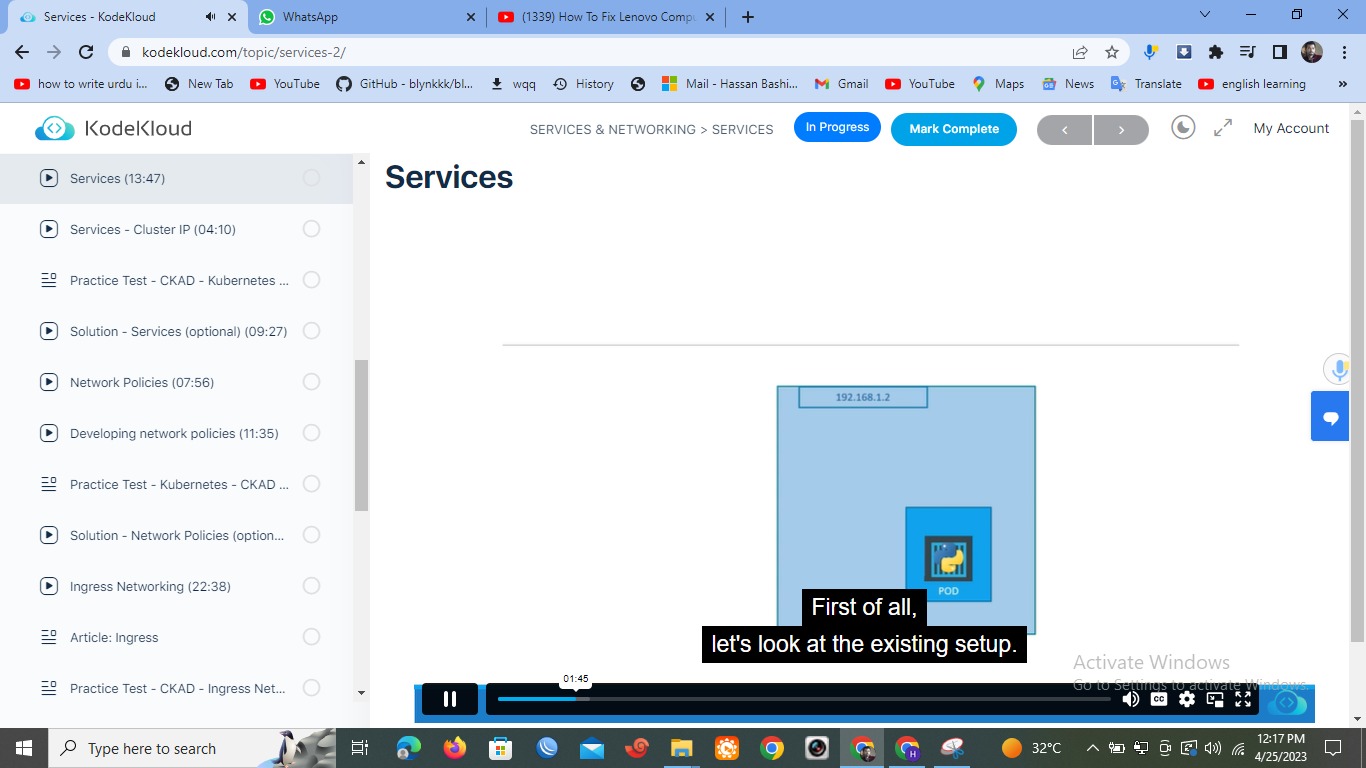 Services - KodeKloud
WhatsApp
(1339) How To Fix Lenovo Compu
kodekloud.com/topic/services-2/
how to write urdu i...
New Tab
YouTube
GitHub - blynkkk/bl...
wqq
History
Mail - Hassan Bashi...
Gmail
YouTube
Maps
News
Translate
english learning
»
KodeKloud
SERVICES & NETWORKING > SERVICES
In Progress
Mark Complete
My Account
Services (13:47)
Services - Cluster IP (04:10)
Practice Test - CKAD - Kubernetes ...
Solution - Services (optional) (09:27)
Network Policies (07:56)
Developing network policies (11:35)
Practice Test - Kubernetes - CKAD ...
Solution - Network Policies (option...
Ingress Networking (22:38)
Article: Ingress
Practice Test - CKAD - Ingress Net...
Services
192.168.1.2
POD
First of all,
let's look at the existing setup.
Activate Windows
Go to Settings to activate Windows.
01:45
CC
Type here to search
H
32°C
12:17 PM
4/25/2023